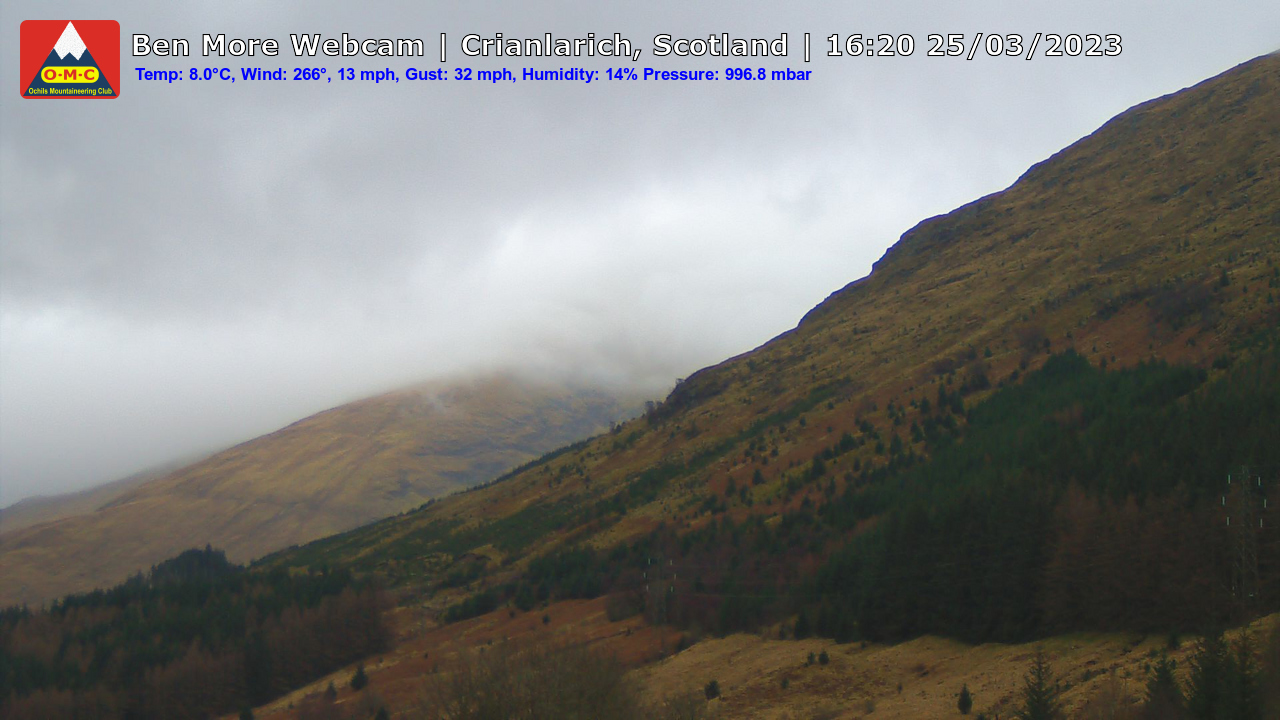 Ben More Webcam | Crianlarich, Scotland | 16:20 25/03/2023
Temp: 8.0°C, Wind: 266°, 13 mph, Gust: 32 mph, Humidity: 14% Pressure: 996.8 mbar
O·M·C
Ochils Mountaineering Club